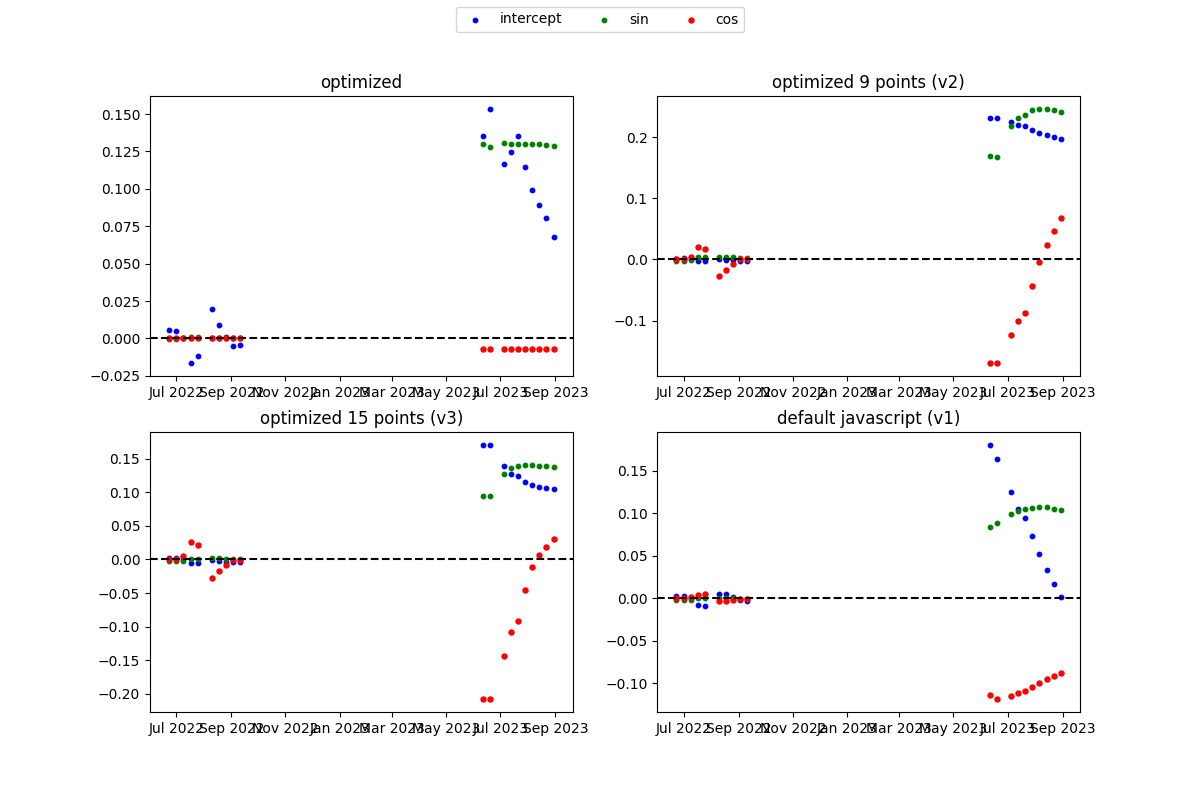 intercept sin cos
optimized
0.150
0.125
0.100
0.075
0.050
0.025
0.000
−0.025
Jul 2022 Sep 2022 Nov 2022 Jan 2023 Mar 2023 May 2023 Jul 2023 Sep 2023
optimized 9 points (v2)
0.2
0.1
0.0
−0.1
Jul 2022 Sep 2022 Nov 2022 Jan 2023 Mar 2023 May 2023 Jul 2023 Sep 2023
optimized 15 points (v3)
0.15
0.10
0.05
0.00
−0.05
−0.10
−0.15
−0.20
Jul 2022 Sep 2022 Nov 2022 Jan 2023 Mar 2023 May 2023 Jul 2023 Sep 2023
default javascript (v1)
0.15
0.10
0.05
0.00
−0.05
−0.10
Jul 2022 Sep 2022 Nov 2022 Jan 2023 Mar 2023 May 2023 Jul 2023 Sep 2023